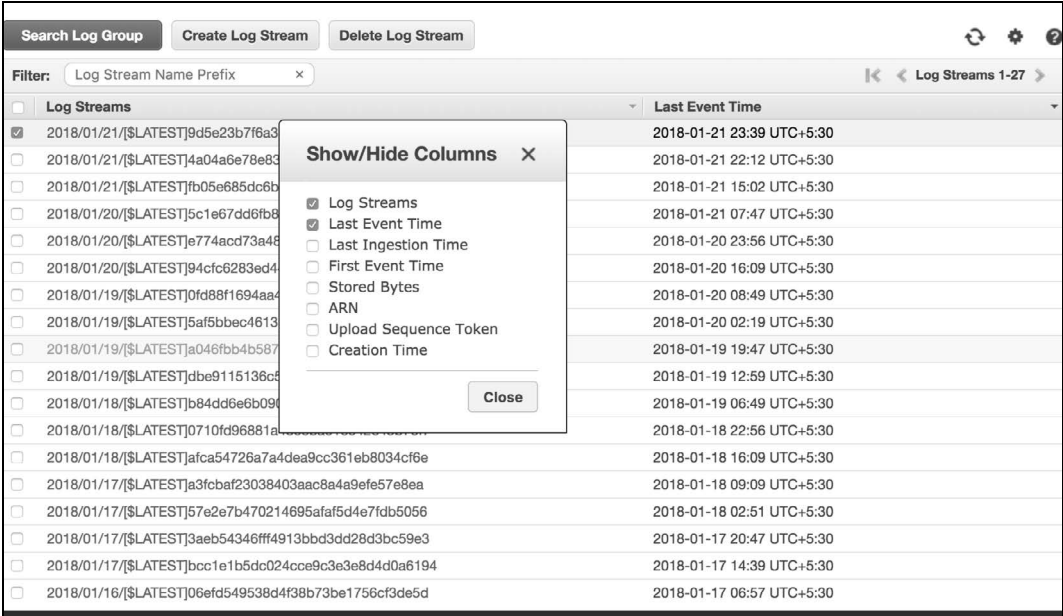 Search Log Group Create Log Stream Delete Log Stream
Filter: Log Stream Name Prefix × Log Streams 1-27
Log Streams Last Event Time
2018/01/21/[$LATEST]9d5e23b7f6a3 2018-01-21 23:39 UTC+5:30
2018/01/21/[$LATEST]4a04a6e78e83 2018-01-21 22:12 UTC+5:30
2018/01/21/[$LATEST]fb05e685dc6b 2018-01-21 15:02 UTC+5:30
2018/01/20/[$LATEST]5c1e67dd6fb8 2018-01-21 07:47 UTC+5:30
2018/01/20/[$LATEST]e774acd73a48 2018-01-20 23:56 UTC+5:30
2018/01/20/[$LATEST]94cfc6283ed4 2018-01-20 16:09 UTC+5:30
2018/01/19/[$LATEST]0fd88f1694aa4 2018-01-20 08:49 UTC+5:30
2018/01/19/[$LATEST]5af5bbec4613 2018-01-20 02:19 UTC+5:30
2018/01/19/[$LATEST]a046fbb4b587 2018-01-19 19:47 UTC+5:30
2018/01/19/[$LATEST]dbe9115136c5 2018-01-19 12:59 UTC+5:30
2018/01/18/[$LATEST]b84dd6e6b090 2018-01-19 06:49 UTC+5:30
2018/01/18/[$LATEST]0710fd96881a 2018-01-18 22:56 UTC+5:30
2018/01/18/[$LATEST]afca54726a7a4dea9cc361eb8034cf6e 2018-01-18 16:09 UTC+5:30
2018/01/17/[$LATEST]a3fcbaf23038403aac8a4a9efe57e8ea 2018-01-18 09:09 UTC+5:30
2018/01/17/[$LATEST]57e2e7b470214695afaf5d4e7fdb5056 2018-01-18 02:51 UTC+5:30
2018/01/17/[$LATEST]3aeb54346fff4913bbd3dd28d3bc59e3 2018-01-17 20:47 UTC+5:30
2018/01/17/[$LATEST]bcc1e1b5dc024cce9c3e3e8d4d0a6194 2018-01-17 14:39 UTC+5:30
2018/01/16/[$LATEST]06efd549538d4f38b73be1756cf3de5d 2018-01-17 06:57 UTC+5:30
Show/Hide Columns ×
Log Streams
Last Event Time
Last Ingestion Time
First Event Time
Stored Bytes
ARN
Upload Sequence Token
Creation Time
Close